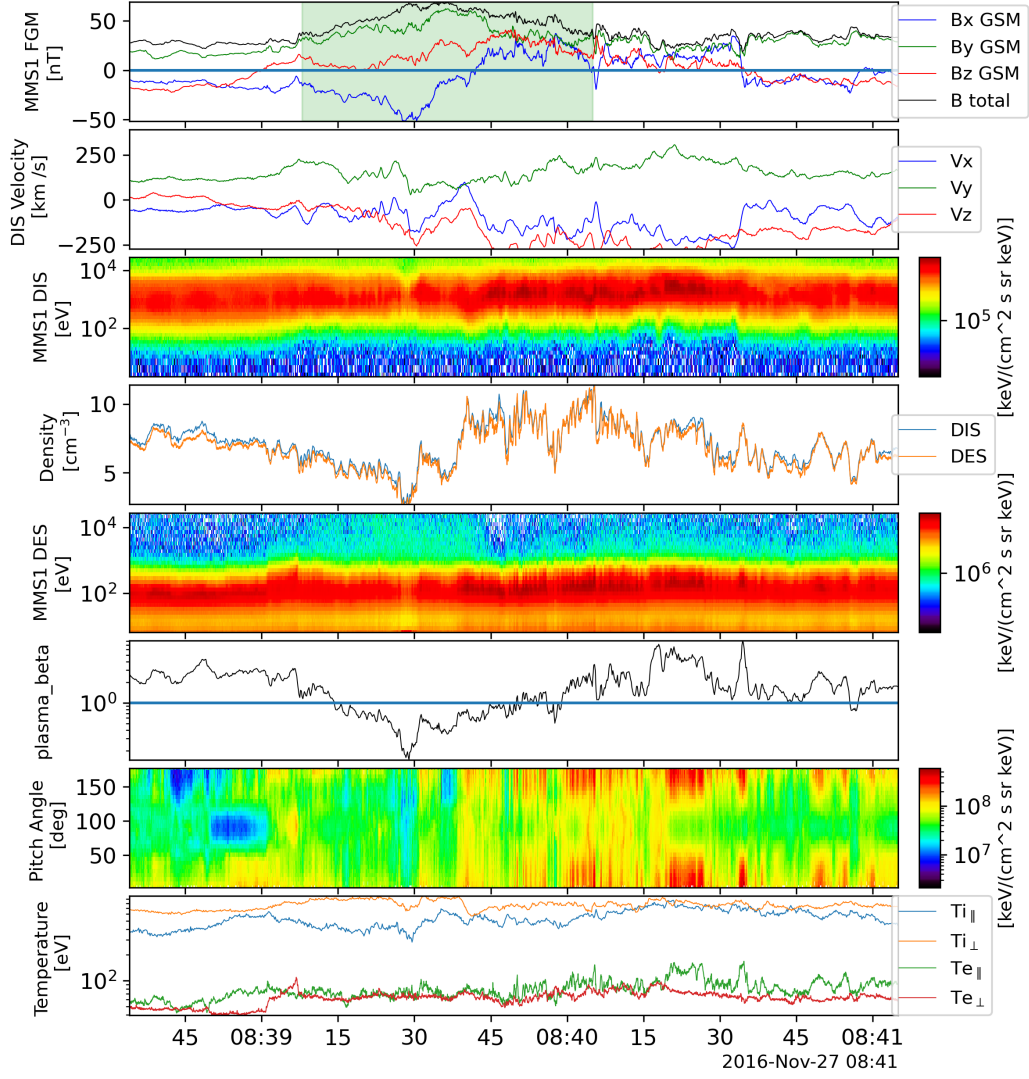 MMS1 FGM
[nT]
50
0
−50
Bx GSM
By GSM
Bz GSM
B total
DIS Velocity
[km /s]
250
0
−250
Vx
Vy
Vz
MMS1 DIS
[eV]
10^4
10^2
10^5
[keV/(cm^2 s sr keV)]
Density
[cm^{−3}]
10
5
DIS
DES
MMS1 DES
[eV]
10^4
10^2
10^6
[keV/(cm^2 s sr keV)]
plasma_beta
10^0
Pitch Angle
[deg]
150
100
50
10^8
10^7
[keV/(cm^2 s sr keV)]
Temperature
[eV]
10^2
Ti∥
Ti⊥
Te∥
Te⊥
45 08:39 15 30 45 08:40 15 30 45 08:41
2016-Nov-27 08:41